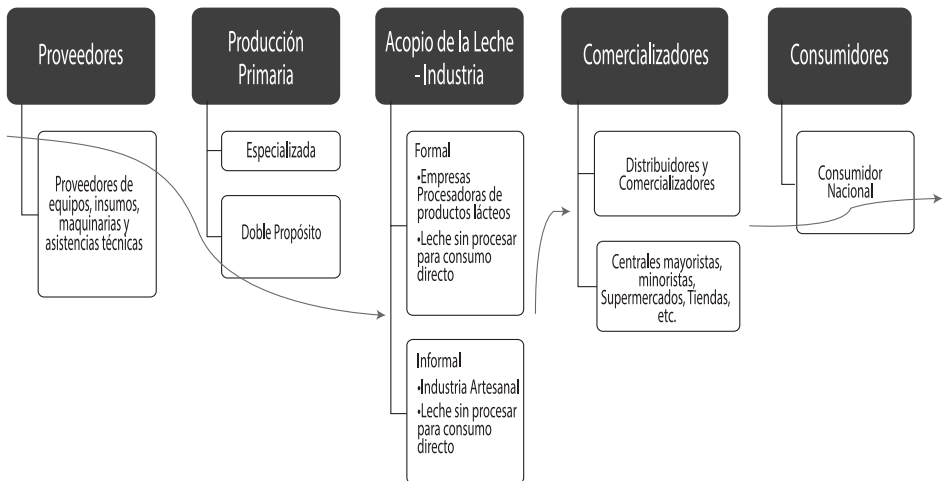 Proveedores
Proveedores de
equipos, insumos,
maquinarias y
asistencias técnicas
Producción
Primaria
Especializada
Doble Propósito
Acopio de la Leche
- Industria
Formal
•Empresas
Procesadoras de
productos lácteos
•Leche sin procesar
para consumo
directo
Informal
•Industria Artesanal
•Leche sin procesar
para consumo
directo
Comercializadores
Distribuidores y
Comercializadores
Centrales mayoristas,
minoristas,
Supermercados, Tiendas,
etc.
Consumidores
Consumidor
Nacional